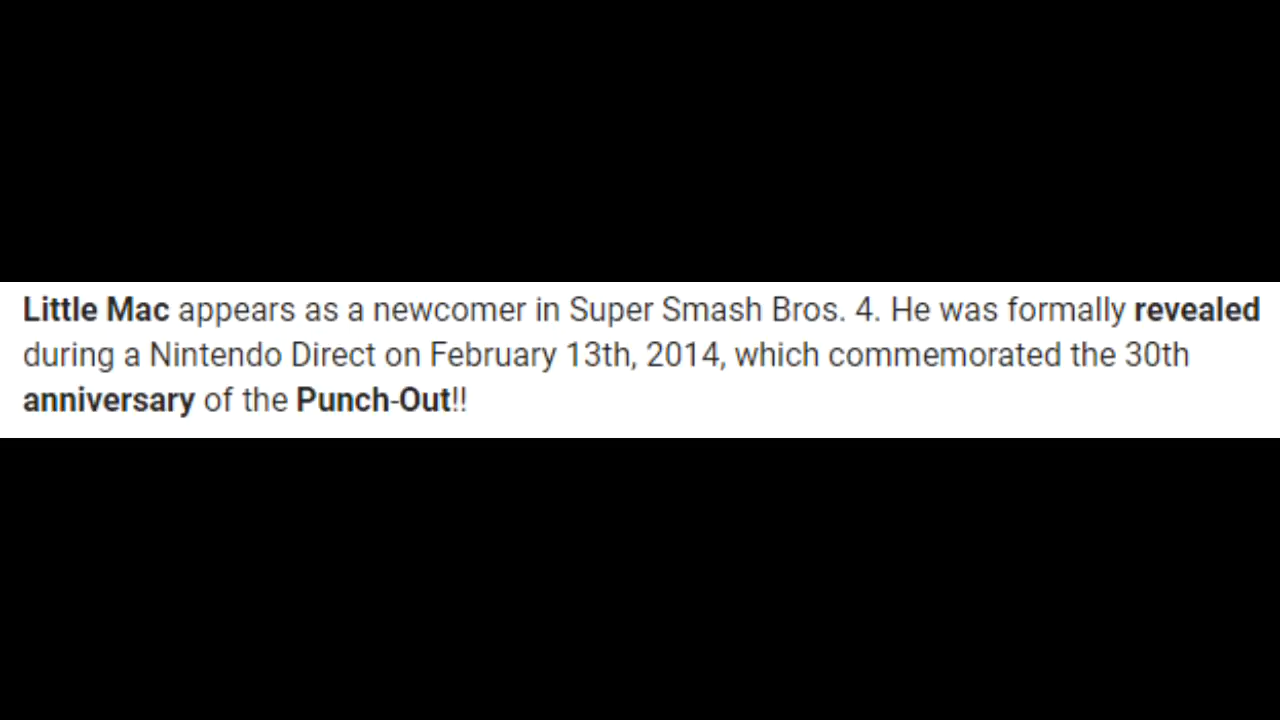 Little Mac appears as a newcomer in Super Smash Bros. 4. He was formally revealed
during a Nintendo Direct on February 13th, 2014, which commemorated the 30th
anniversary of the Punch-Out!!